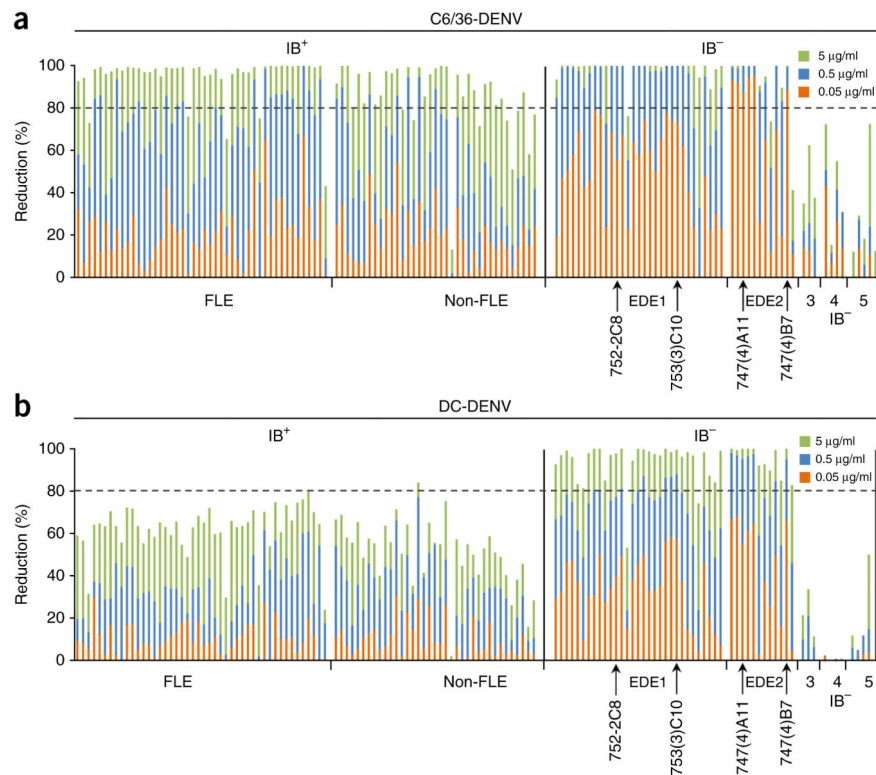 a
C6/36-DENV
IB⁺
IB⁻
5 µg/ml
0.5 µg/ml
0.05 µg/ml
Reduction (%)
100
80
60
40
20
0
FLE
Non-FLE
EDE1
EDE2
3
4
5
IB⁻
752-2C8
753(3)C10
747(4)A11
747(4)B7
b
DC-DENV
IB⁺
IB⁻
5 µg/ml
0.5 µg/ml
0.05 µg/ml
Reduction (%)
100
80
60
40
20
0
FLE
Non-FLE
EDE1
EDE2
3
4
5
IB⁻
752-2C8
753(3)C10
747(4)A11
747(4)B7